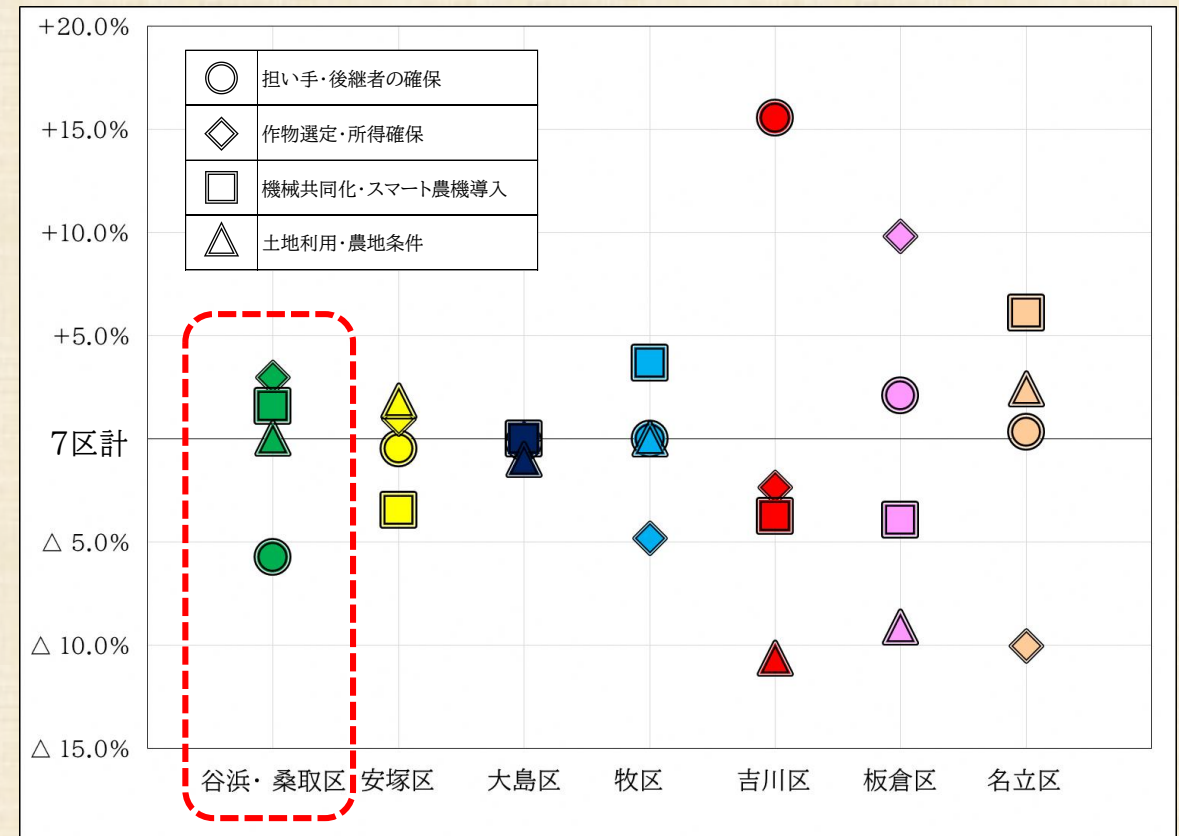 +20.0%
担い手・後継者の確保
+15.0%
作物選定・所得確保
機械共同化・スマート農機導入
+10.0%
土地利用・農地条件
+5.0%
7区計
△ 5.0%
△ 10.0%
△ 15.0%
谷浜・桑取区 安塚区 大島区 牧区 吉川区 板倉区 名立区